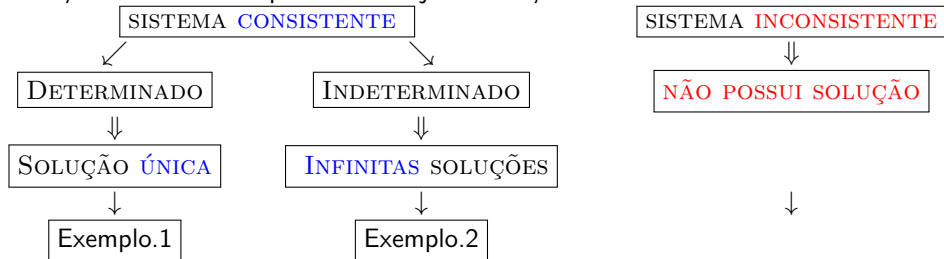 SISTEMA CONSISTENTE
SISTEMA INCONSISTENTE
DETERMINADO
INDETERMINADO
NÃO POSSUI SOLUÇÃO
SOLUÇÃO ÚNICA
INFINITAS SOLUÇÕES
Exemplo.1
Exemplo.2